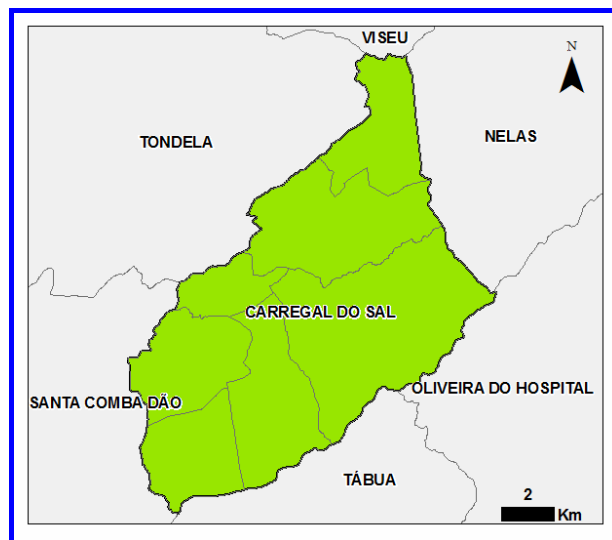 VISEU
N
TONDELA
NELAS
CARREGAL DO SAL
OLIVEIRA DO HOSPITAL
SANTA COMBA DÃO
TÁBUA
2
Km